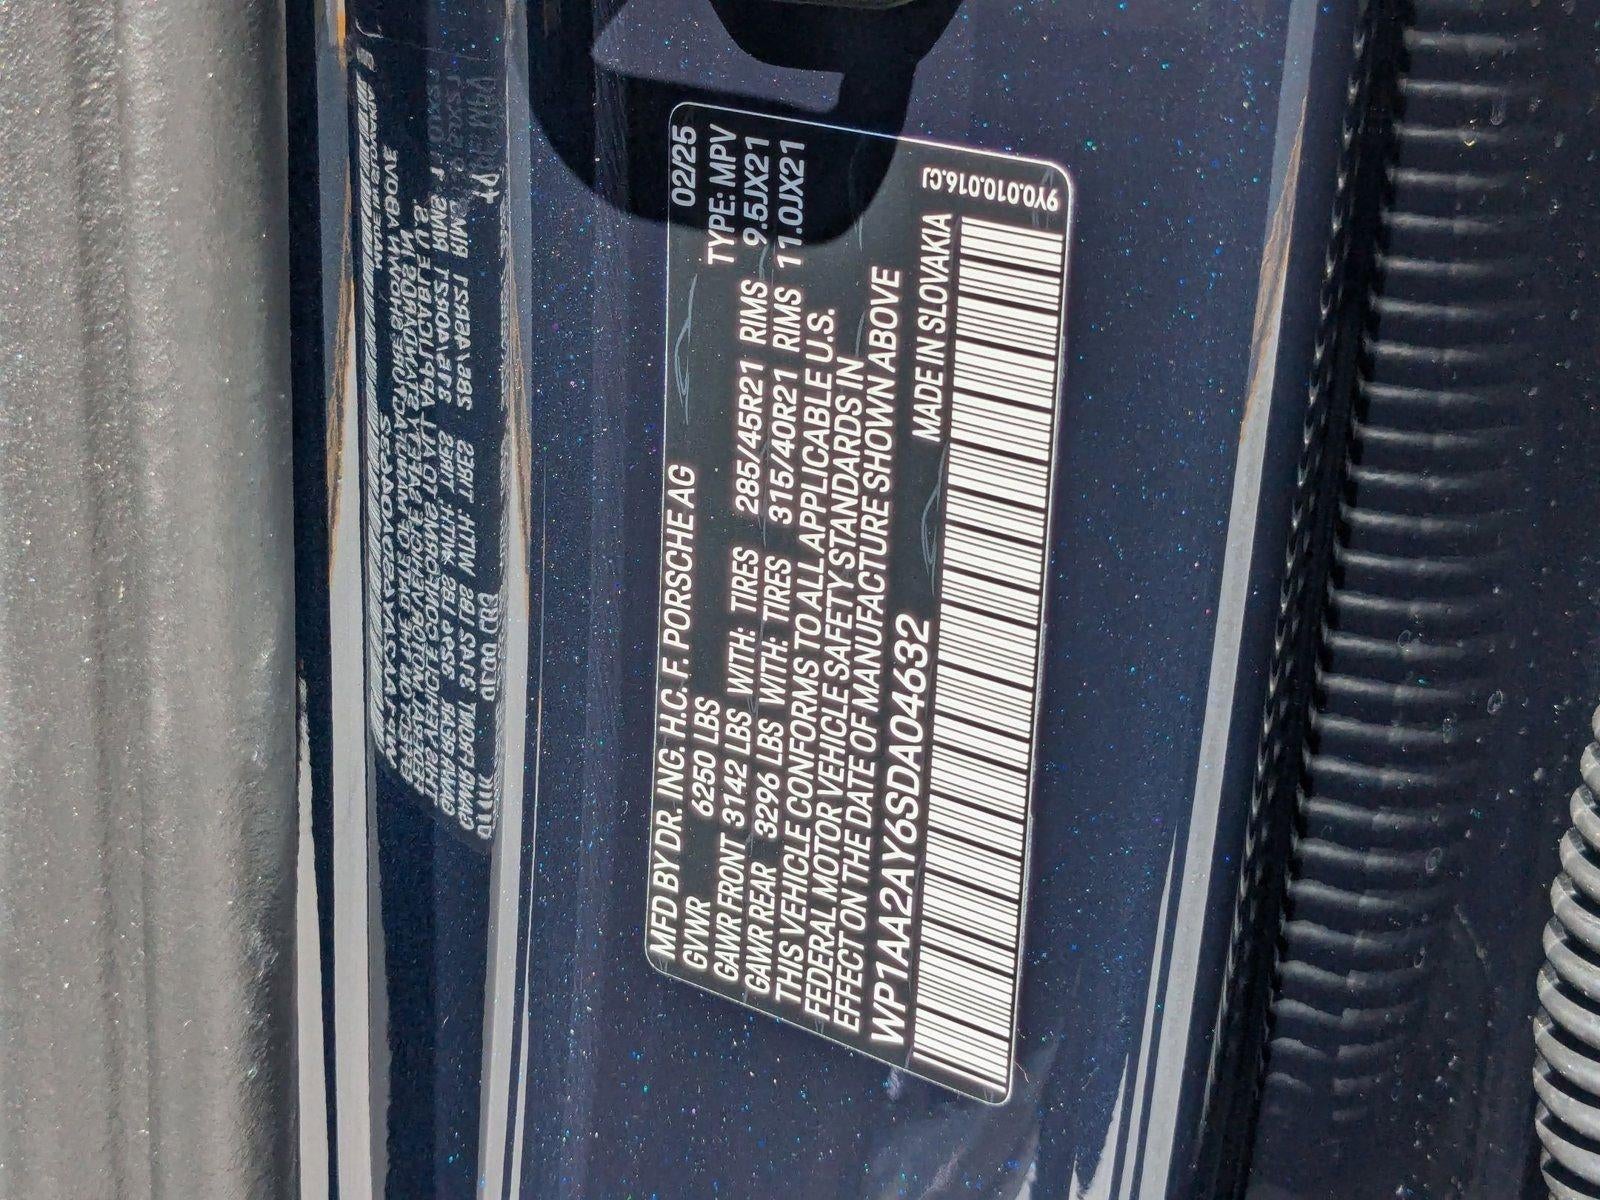 MFD BY DR. ING. H.C. F. PORSCHE AG 02/25
GVWR 6250 LBS TYPE: MPV
GAWR FRONT 3142 LBS WITH: TIRES 285/45R21 RIMS 9.5JX21
GAWR REAR 3296 LBS WITH: TIRES 315/40R21 RIMS 11.0JX21
THIS VEHICLE CONFORMS TO ALL APPLICABLE U.S.
FEDERAL MOTOR VEHICLE SAFETY STANDARDS IN
EFFECT ON THE DATE OF MANUFACTURE SHOWN ABOVE
WP1AA2AY6SDA04632 MADE IN SLOVAKIA
9Y0.010.016.CJ